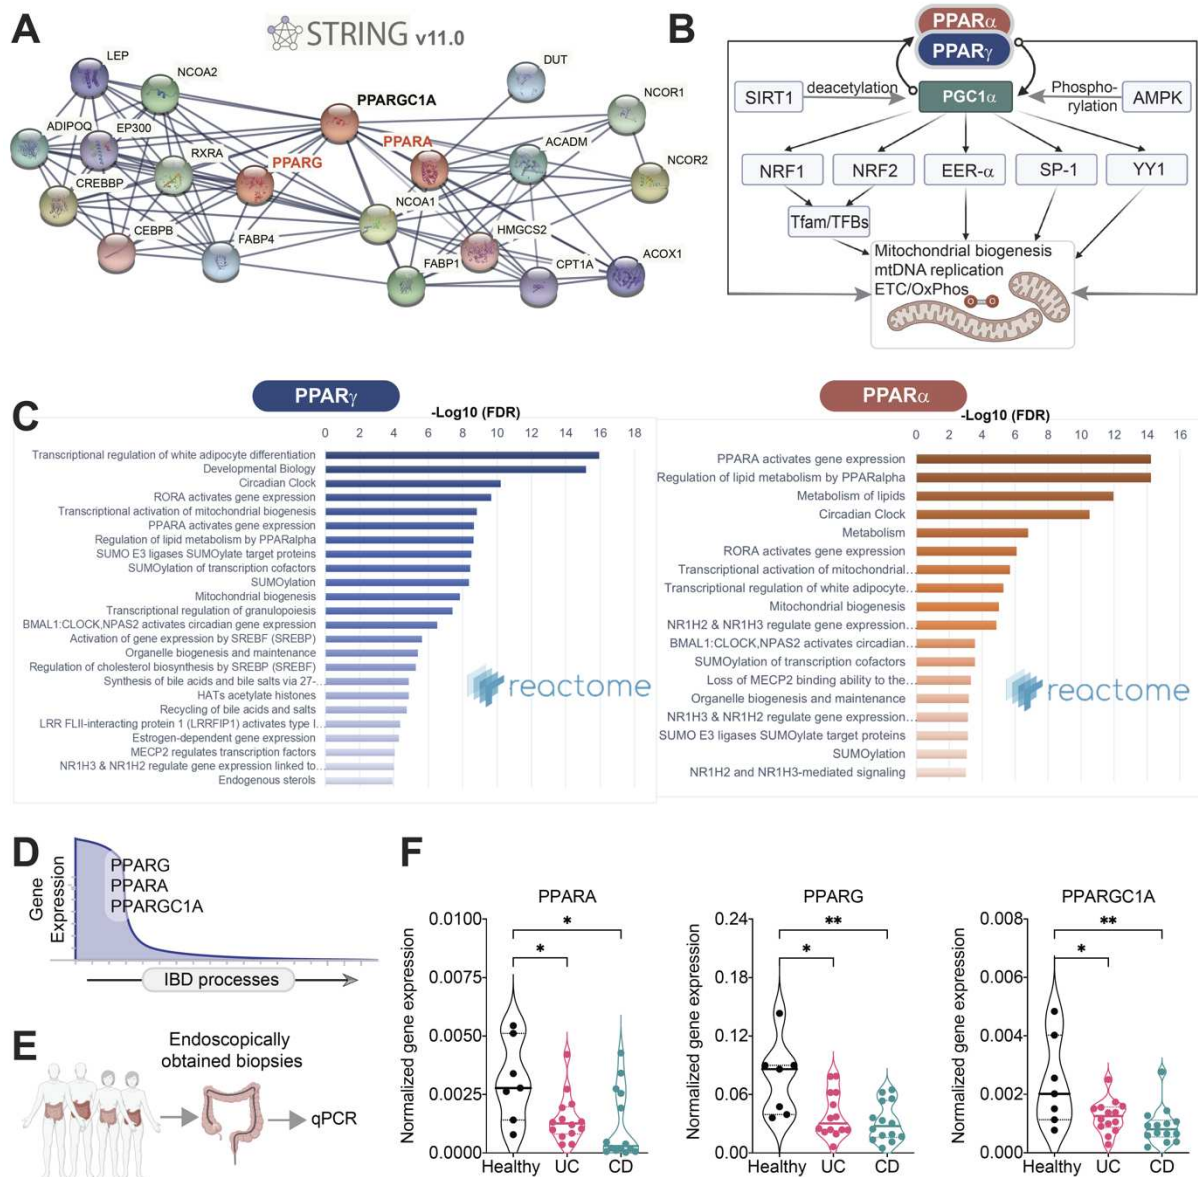 A
STRING v11.0
LEP
NCOA2
DUT
PPARGC1A
NCOR1
ADIPOQ
EP300
RXRA
PPARG
PPARA
ACADM
NCOR2
CREBBP
NCOA1
CEBPB
FABP4
HMGCS2
FABP1
CPT1A
ACOX1
B
PPARα
PPARγ
SIRT1
deacetylation
PGC1α
Phospho-
rylation
AMPK
NRF1
NRF2
EER-α
SP-1
YY1
Tfam/TFBs
Mitochondrial biogenesis
mtDNA replication
ETC/OxPhos
C
PPARγ
-Log10 (FDR)
0 2 4 6 8 10 12 14 16 18
Transcriptional regulation of white adipocyte differentiation
Developmental Biology
Circadian Clock
RORA activates gene expression
Transcriptional activation of mitochondrial biogenesis
PPARA activates gene expression
Regulation of lipid metabolism by PPARalpha
SUMO E3 ligases SUMOylate target proteins
SUMOylation of transcription cofactors
SUMOylation
Mitochondrial biogenesis
Transcriptional regulation of granulopoiesis
BMAL1:CLOCK,NPAS2 activates circadian gene expression
Activation of gene expression by SREBF (SREBP)
Organelle biogenesis and maintenance
Regulation of cholesterol biosynthesis by SREBP (SREBF)
Synthesis of bile acids and bile salts via 27-…
HATs acetylate histones
Recycling of bile acids and salts
LRR FLII-interacting protein 1 (LRRFIP1) activates type I…
Estrogen-dependent gene expression
MECP2 regulates transcription factors
NR1H3 & NR1H2 regulate gene expression linked to…
Endogenous sterols
reactome
PPARα
-Log10 (FDR)
0 2 4 6 8 10 12 14 16
PPARA activates gene expression
Regulation of lipid metabolism by PPARalpha
Metabolism of lipids
Circadian Clock
Metabolism
RORA activates gene expression
Transcriptional activation of mitochondrial…
Transcriptional regulation of white adipocyte…
Mitochondrial biogenesis
NR1H2 & NR1H3 regulate gene expression…
BMAL1:CLOCK,NPAS2 activates circadian…
SUMOylation of transcription cofactors
Loss of MECP2 binding ability to the…
Organelle biogenesis and maintenance
NR1H3 & NR1H2 regulate gene expression…
SUMO E3 ligases SUMOylate target proteins
SUMOylation
NR1H2 and NR1H3-mediated signaling
reactome
D
Gene
Expression
PPARG
PPARA
PPARGC1A
IBD processes
E
Endoscopically
obtained biopsies
qPCR
F
PPARA
Normalized gene expression
0.0100
0.0075
0.0050
0.0025
0.0000
*
*
Healthy UC CD
PPARG
Normalized gene expression
0.24
0.18
0.12
0.06
0.00
**
*
Healthy UC CD
PPARGC1A
Normalized gene expression
0.008
0.006
0.004
0.002
0.000
**
*
Healthy UC CD